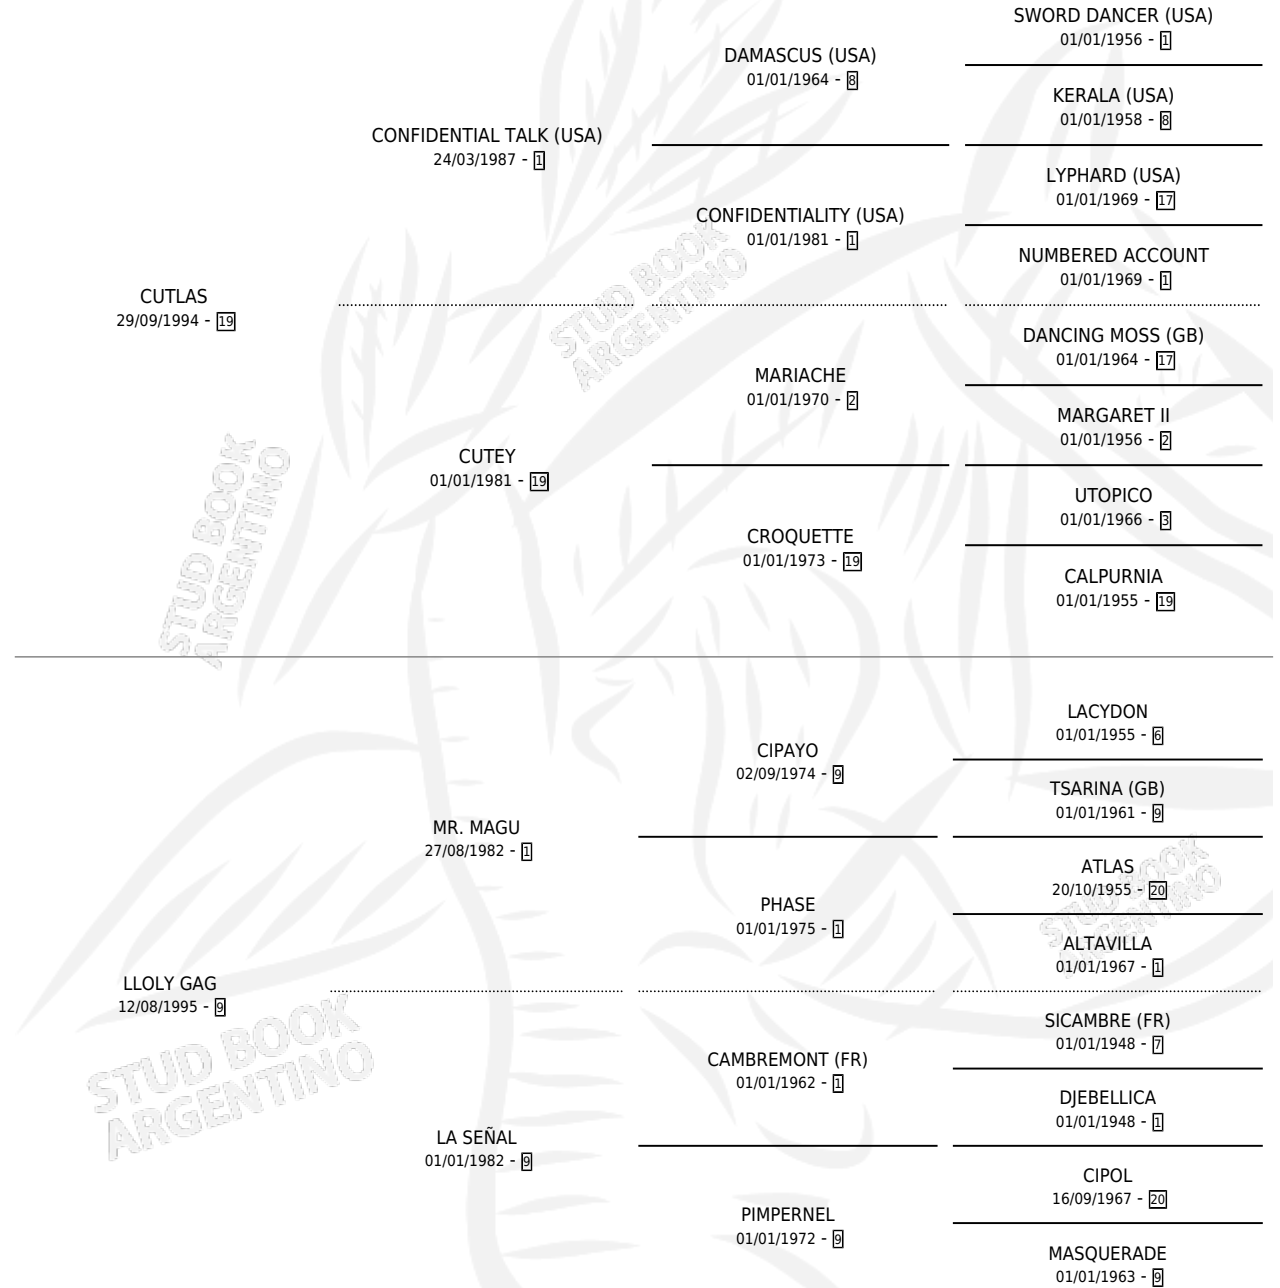 SWORD DANCER (USA)
01/01/1956 - 1
DAMASCUS (USA)
01/01/1964 - 8
KERALA (USA)
01/01/1958 - 8
CONFIDENTIAL TALK (USA)
24/03/1987 - 1
LYPHARD (USA)
01/01/1969 - 17
CONFIDENTIALITY (USA)
01/01/1981 - 1
NUMBERED ACCOUNT
01/01/1969 - 1
CUTLAS
29/09/1994 - 19
STUD BOOK
ARGENTINO
DANCING MOSS (GB)
01/01/1964 - 17
MARIACHE
01/01/1970 - 2
MARGARET II
01/01/1956 - 2
CUTEY
01/01/1981 - 19
UTOPICO
01/01/1966 - 3
CROQUETTE
01/01/1973 - 19
CALPURNIA
01/01/1955 - 19
STUD BOOK
ARGENTINO
LACYDON
01/01/1955 - 6
CIPAYO
02/09/1974 - 9
TSARINA (GB)
01/01/1961 - 9
MR. MAGU
27/08/1982 - 1
ATLAS
20/10/1955 - 20
PHASE
01/01/1975 - 1
STUD BOOK
ARGENTINO
ALTAVILLA
01/01/1967 - 1
LLOLY GAG
12/08/1995 - 9
SICAMBRE (FR)
01/01/1948 - 7
CAMBREMONT (FR)
01/01/1962 - 1
DJEBELLICA
01/01/1948 - 1
STUD BOOK
ARGENTINO
LA SEÑAL
01/01/1982 - 9
CIPOL
16/09/1967 - 20
PIMPERNEL
01/01/1972 - 9
MASQUERADE
01/01/1963 - 9